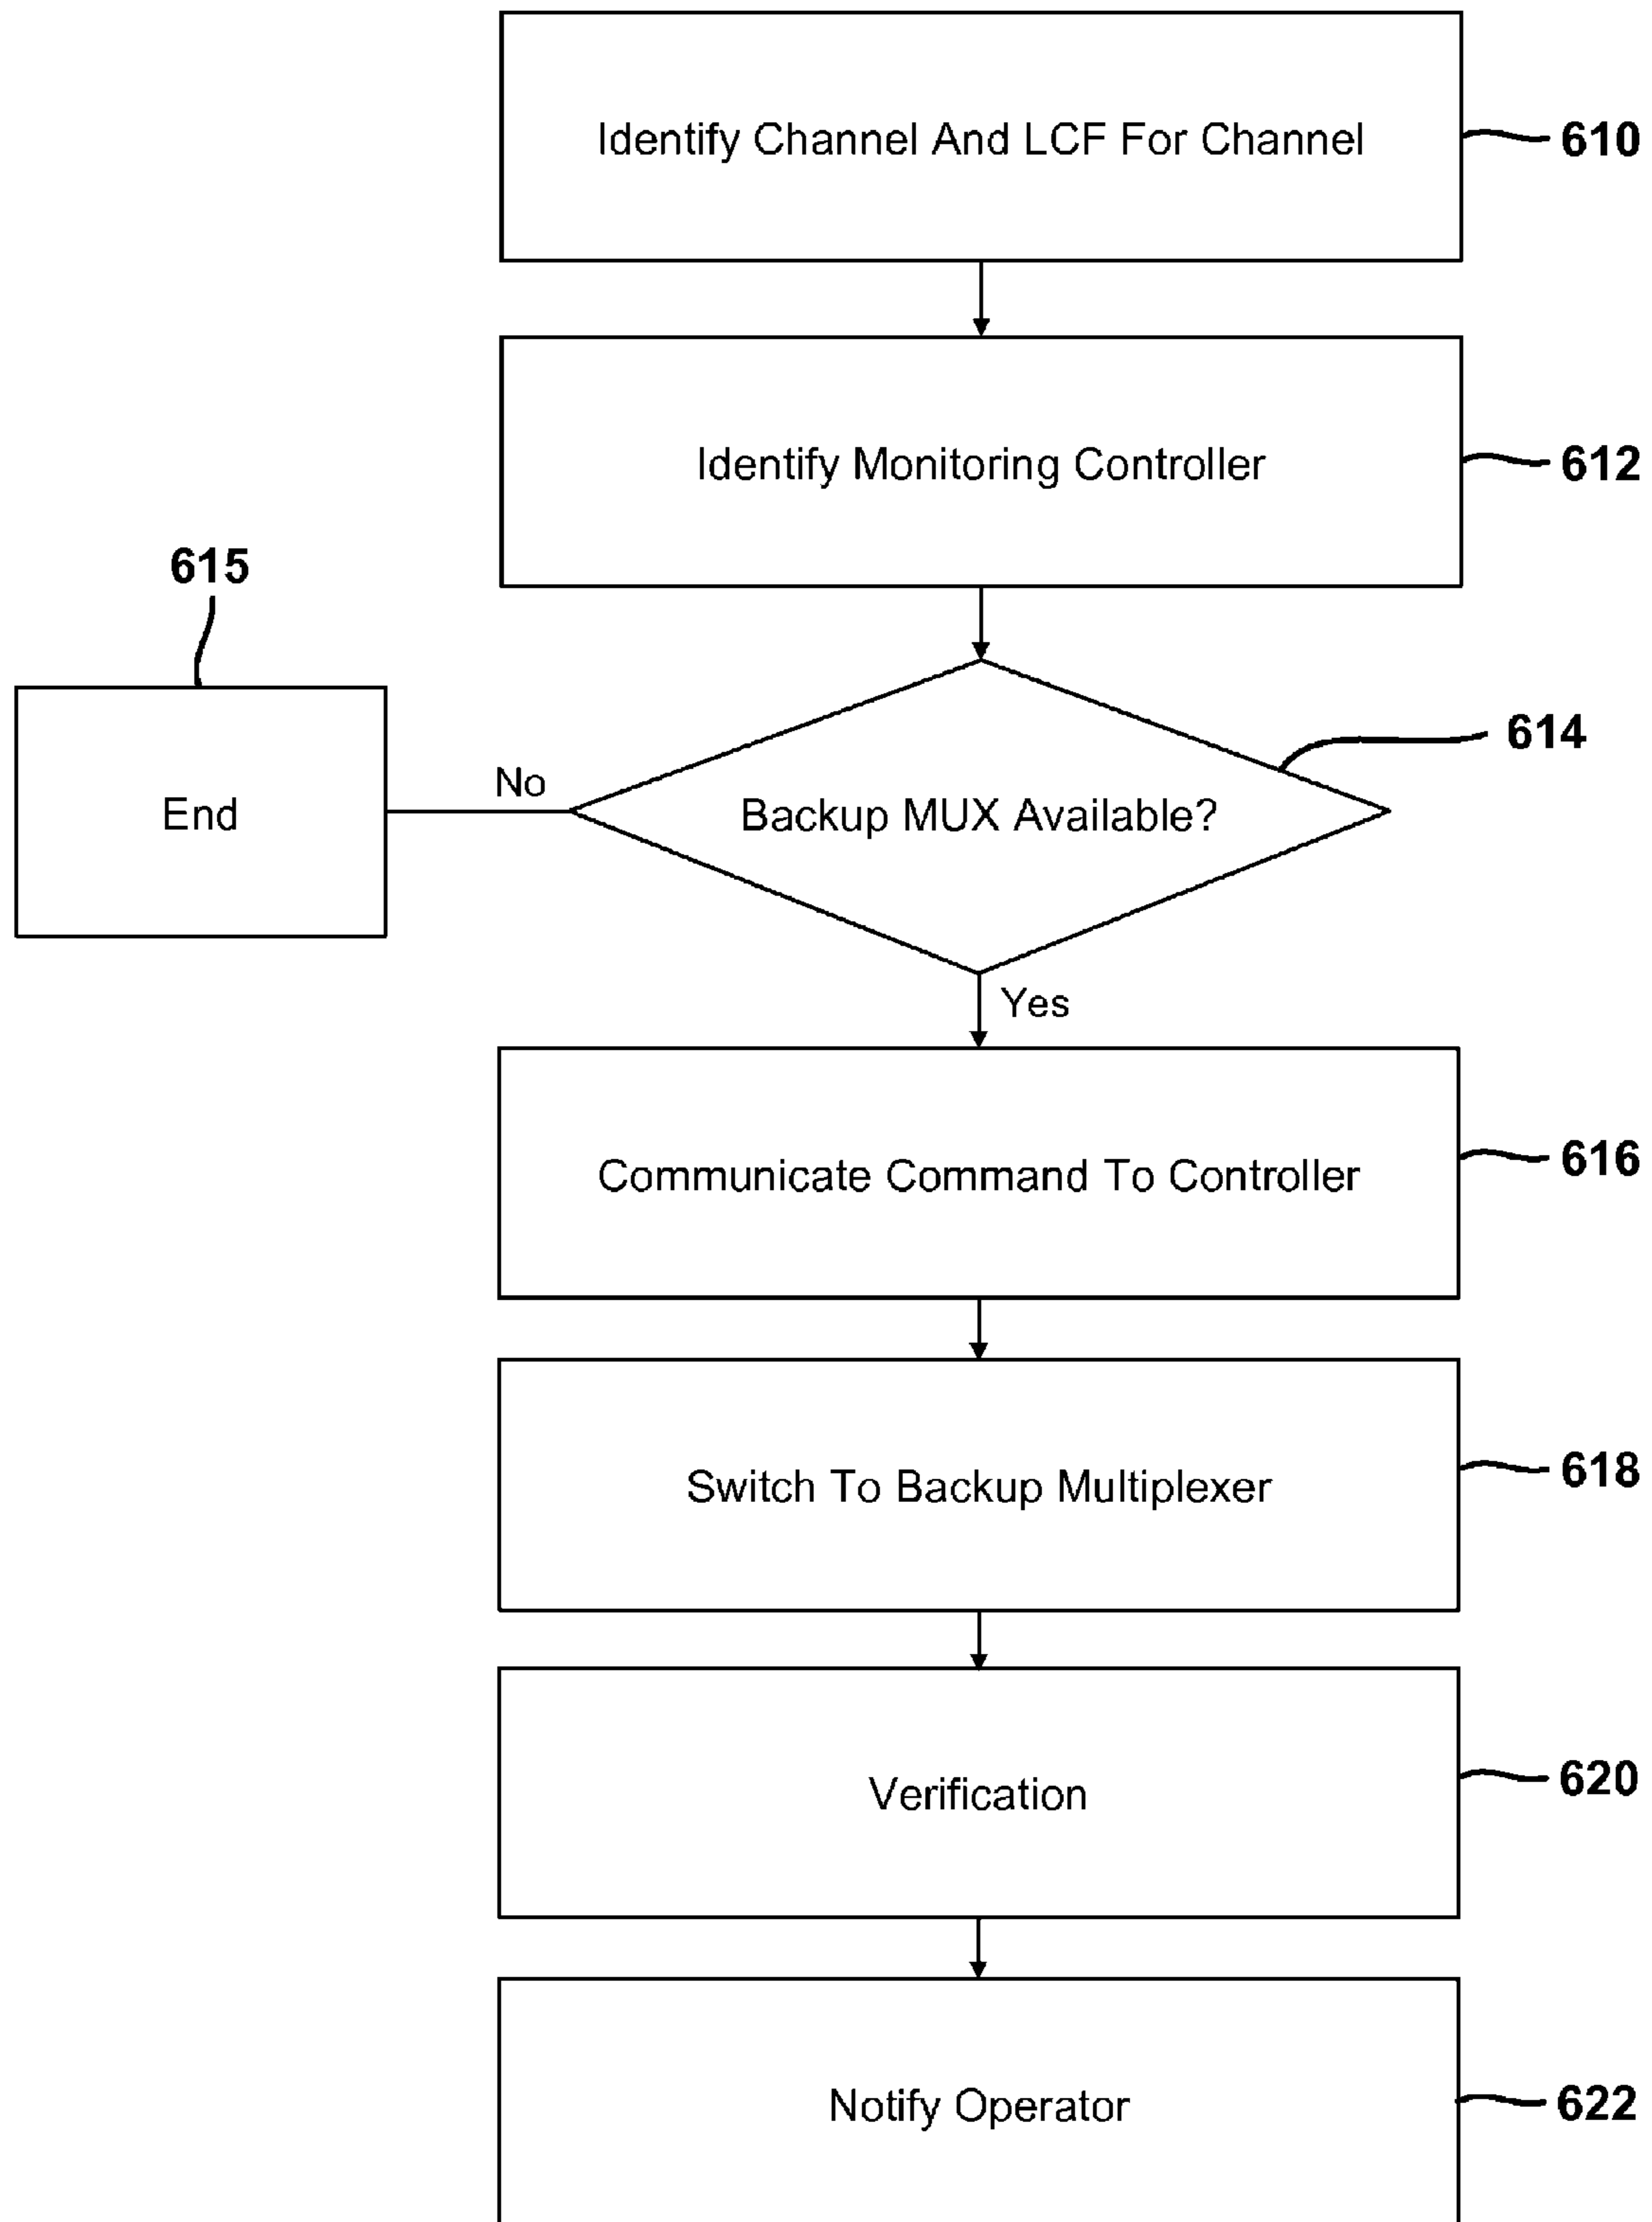 Identify Channel And LCF For Channel
610
Identify Monitoring Controller
612
615
614
End
No
Backup MUX Available?
Yes
Communicate Command To Controller
616
Switch To Backup Multiplexer
618
Verification
620
Notify Operator
622